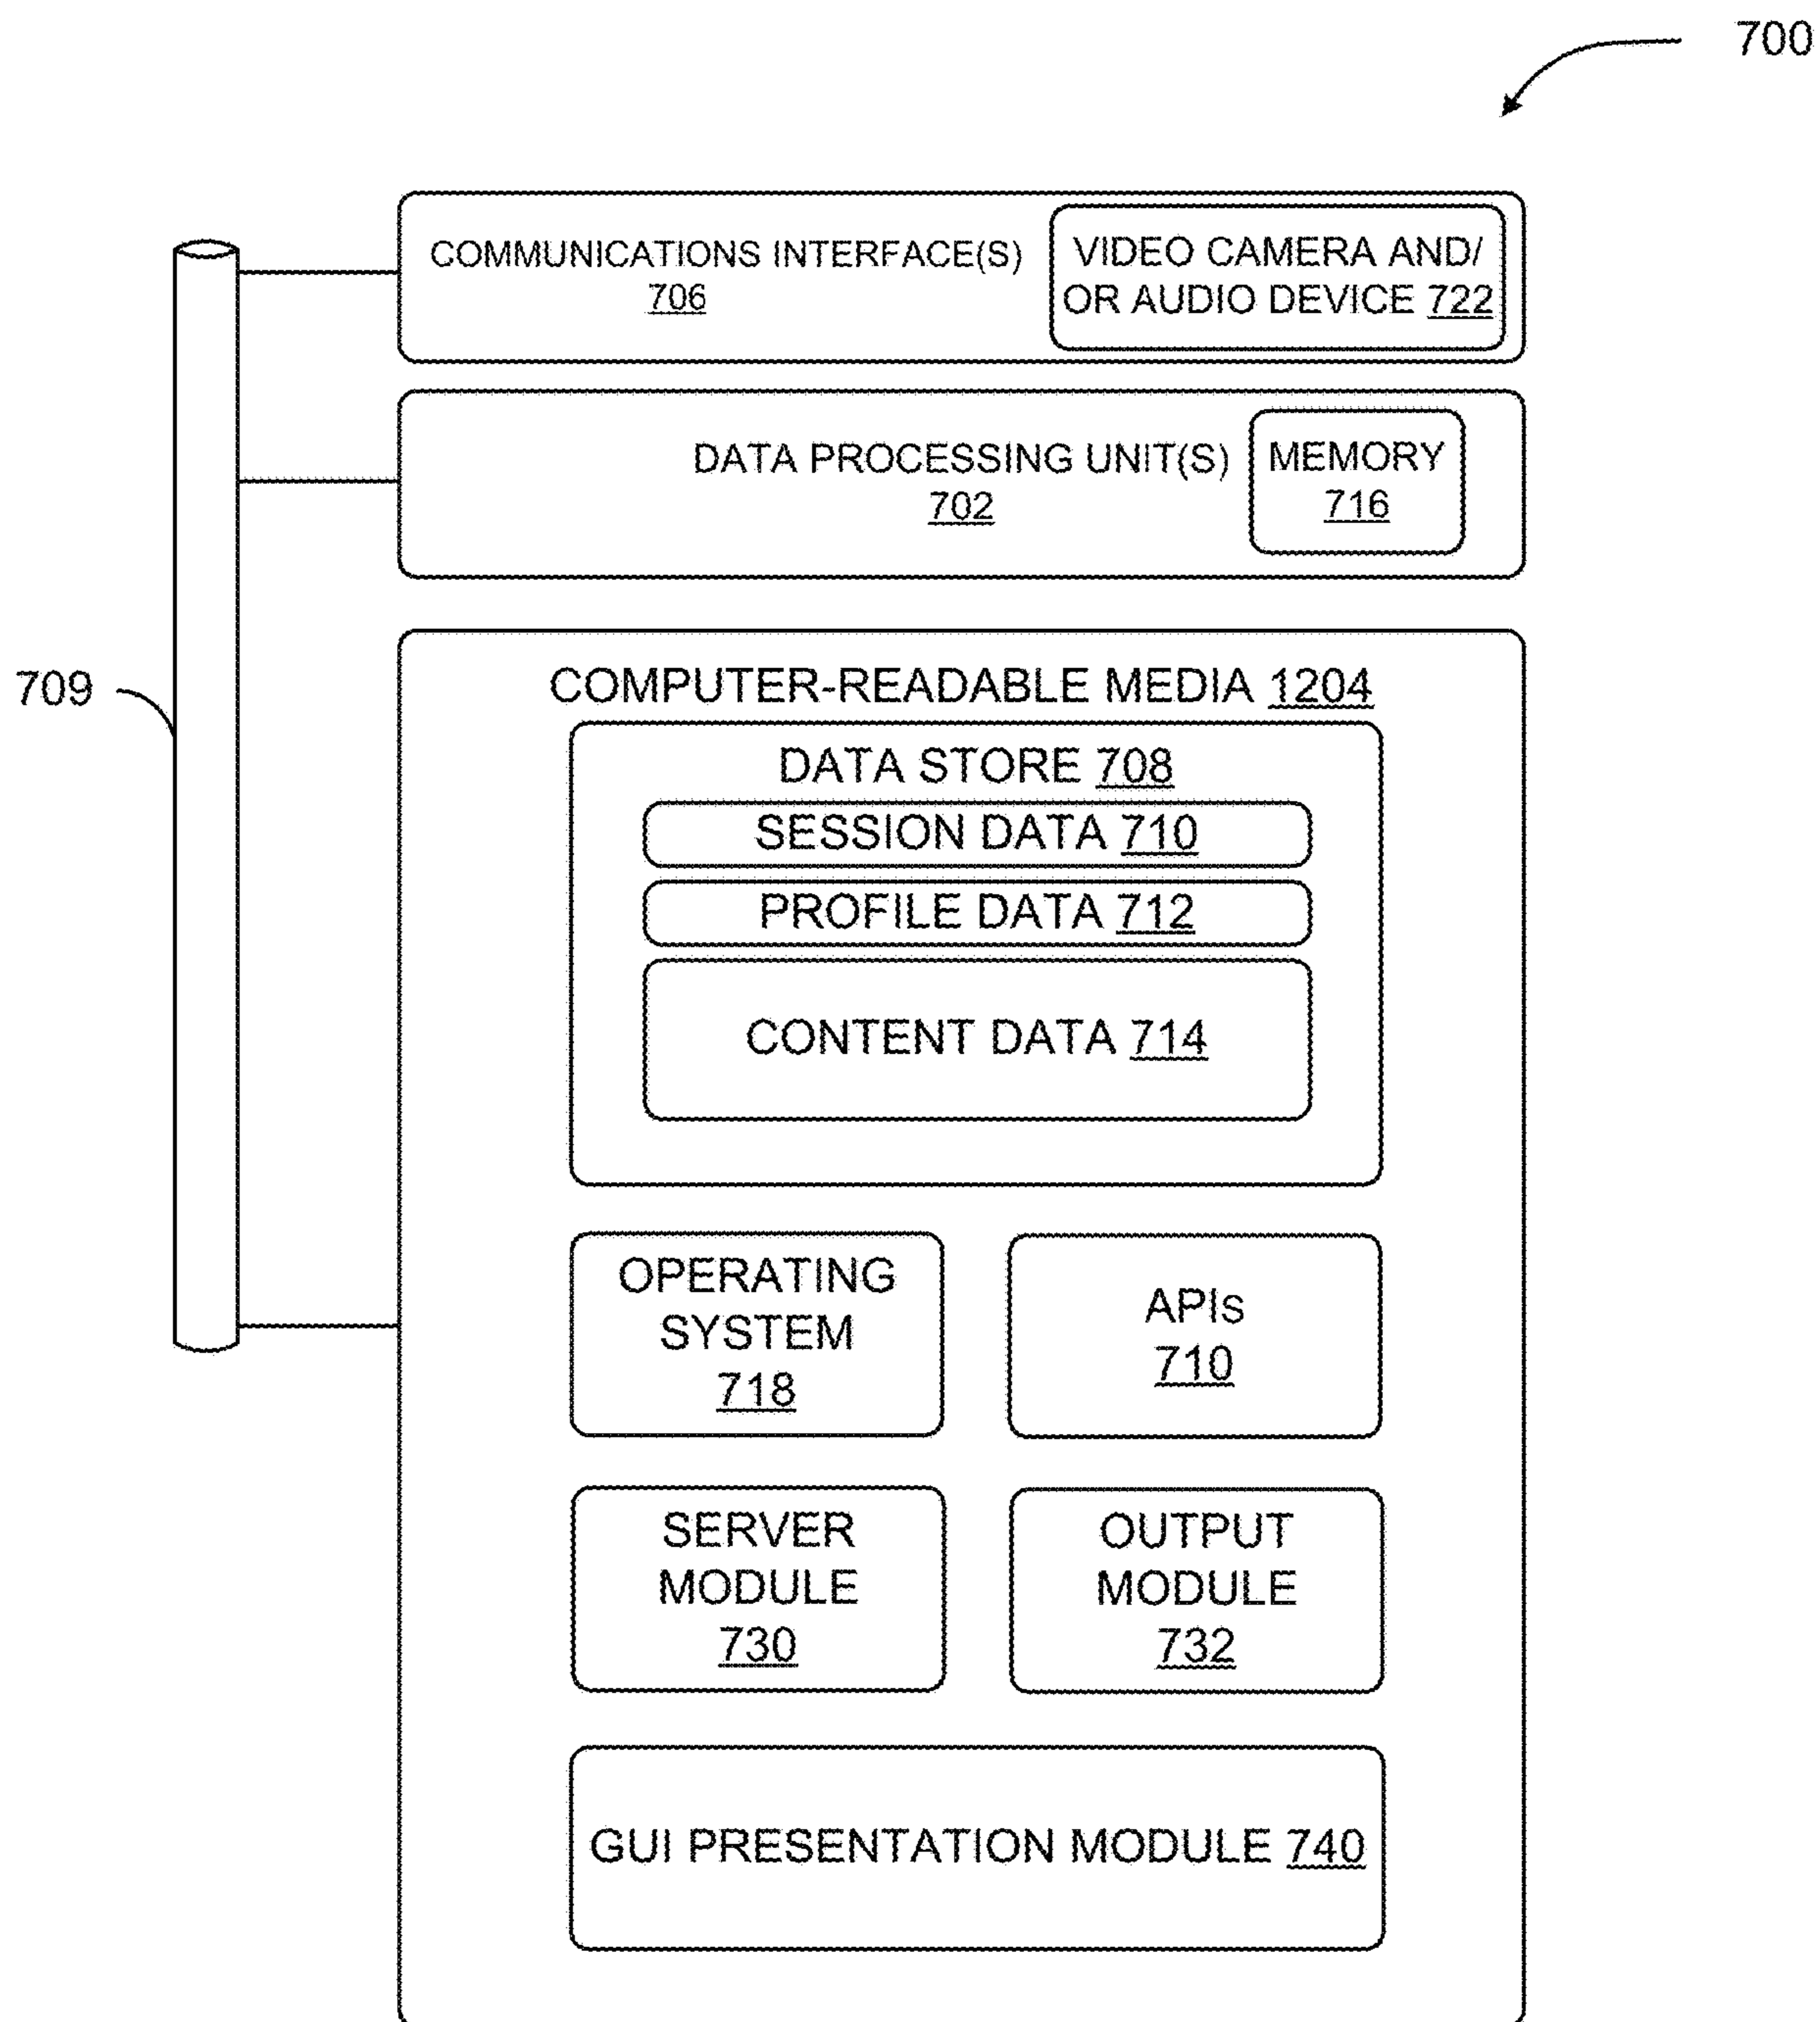 700
COMMUNICATIONS INTERFACE(S)
706
VIDEO CAMERA AND/
OR AUDIO DEVICE 722
DATA PROCESSING UNIT(S)
702
MEMORY
716
709
COMPUTER-READABLE MEDIA 1204
DATA STORE 708
SESSION DATA 710
PROFILE DATA 712
CONTENT DATA 714
OPERATING
SYSTEM
718
APIs
710
SERVER
MODULE
730
OUTPUT
MODULE
732
GUI PRESENTATION MODULE 740